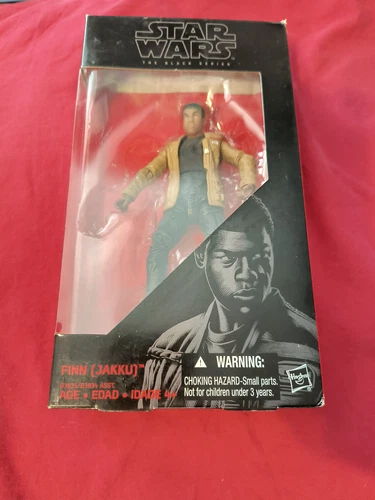 STAR
WARS
THE BLACK SERIES
FINN (JAKKU)™
AGE • EDAD • IDADE 4+
WARNING:
CHOKING HAZARD-Small parts.
Not for children under 3 years.
Hasbro